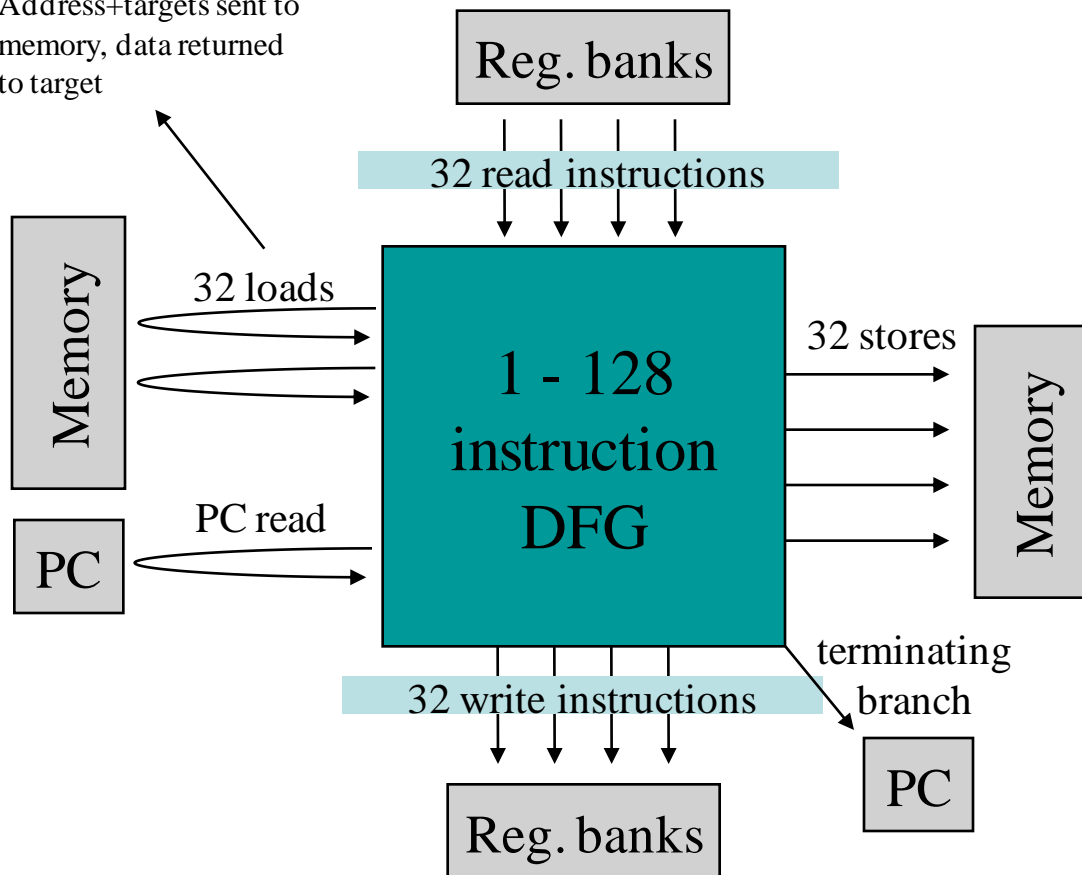 Address+targets sent to
memory, data returned
to target
Reg. banks
32 read instructions
Memory
32 loads
1 - 128
instruction
DFG
32 stores
Memory
PC read
PC
terminating
branch
32 write instructions
PC
Reg. banks